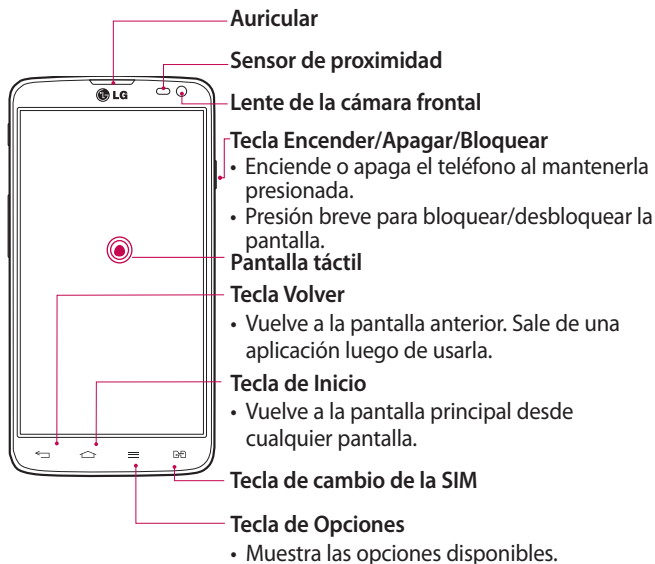 Auricular
Sensor de proximidad
LG
Lente de la cámara frontal
Tecla Encender/Apagar/Bloquear
• Enciende o apaga el teléfono al mantenerla
presionada.
• Presión breve para bloquear/desbloquear la
pantalla.
Pantalla táctil
Tecla Volver
• Vuelve a la pantalla anterior. Sale de una
aplicación luego de usarla.
Tecla de Inicio
• Vuelve a la pantalla principal desde
cualquier pantalla.
Tecla de cambio de la SIM
Tecla de Opciones
• Muestra las opciones disponibles.